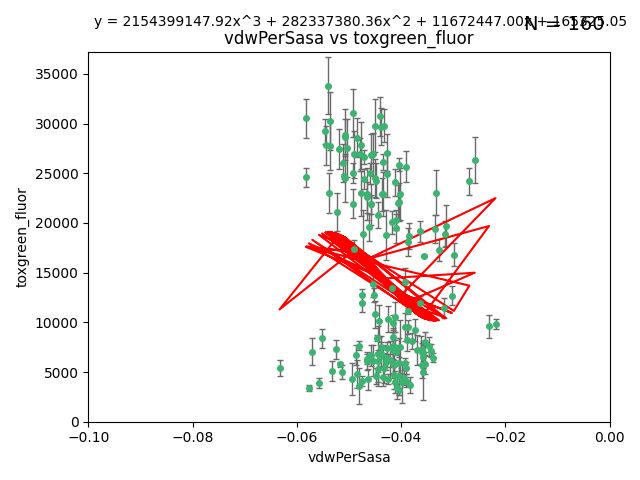 y = 2154399147.92x^3 + 282337380.36x^2 + 11672447.00x + 165325.05
N = 160
vdwPerSasa vs toxgreen_fluor
35000
30000
25000
20000
15000
10000
5000
0
toxgreen_fluor
−0.10 −0.08 −0.06 −0.04 −0.02 0.00
vdwPerSasa